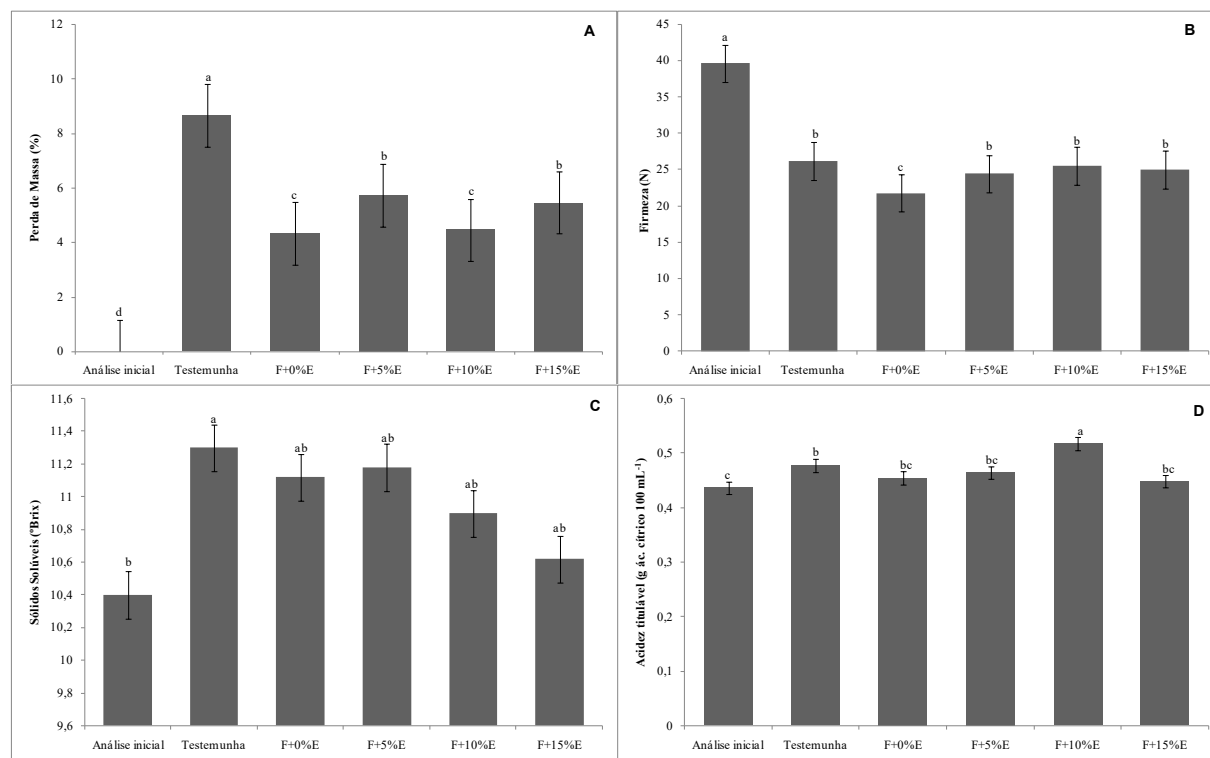 A
Perda de Massa (%)
12
10
8
6
4
2
0
d
a
c
b
c
b
Análise inicial Testemunha F+0%E F+5%E F+10%E F+15%E
B
Firmeza (N)
45
40
35
30
25
20
15
10
5
0
a
b
c
b
b
b
Análise inicial Testemunha F+0%E F+5%E F+10%E F+15%E
C
Sólidos Solúveis (ºBrix)
11,6
11,4
11,2
11
10,8
10,6
10,4
10,2
10
9,8
9,6
b
a
ab
ab
ab
ab
Análise inicial Testemunha F+0%E F+5%E F+10%E F+15%E
D
Acidez titulável (g ác. cítrico 100 mL⁻¹)
0,6
0,5
0,4
0,3
0,2
0,1
0
c
b
bc
bc
a
bc
Análise inicial Testemunha F+0%E F+5%E F+10%E F+15%E